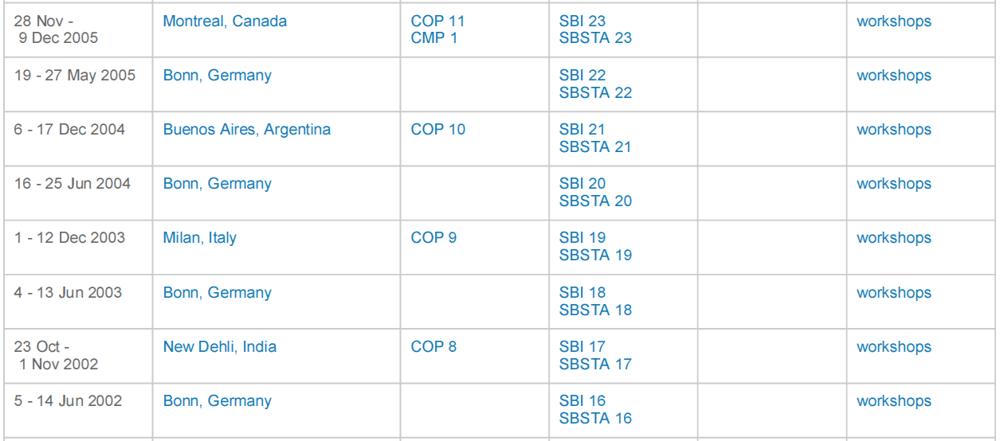 28 Nov - Montreal, Canada COP 11 SBI 23 workshops
9 Dec 2005 CMP 1 SBSTA 23
19 - 27 May 2005 Bonn, Germany SBI 22 workshops
SBSTA 22
6 - 17 Dec 2004 Buenos Aires, Argentina COP 10 SBI 21 workshops
SBSTA 21
16 - 25 Jun 2004 Bonn, Germany SBI 20 workshops
SBSTA 20
1 - 12 Dec 2003 Milan, Italy COP 9 SBI 19 workshops
SBSTA 19
4 - 13 Jun 2003 Bonn, Germany SBI 18 workshops
SBSTA 18
23 Oct - New Dehli, India COP 8 SBI 17 workshops
1 Nov 2002 SBSTA 17
5 - 14 Jun 2002 Bonn, Germany SBI 16 workshops
SBSTA 16